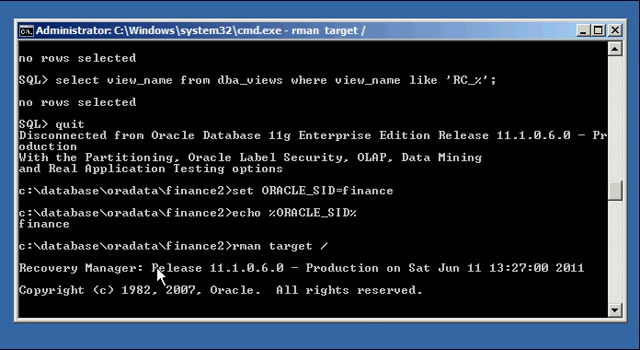 Administrator: C:\Windows\system32\cmd.exe - rman target /
no rows selected
SQL> select view_name from dba_views where view_name like 'RC_%';
no rows selected
SQL> quit
Disconnected from Oracle Database 11g Enterprise Edition Release 11.1.0.6.0 - Pr
oduction
With the Partitioning, Oracle Label Security, OLAP, Data Mining
and Real Application Testing options
c:\database\oradata\finance2>set ORACLE_SID=finance
c:\database\oradata\finance2>echo %ORACLE_SID%
finance
c:\database\oradata\finance2>rman target /
Recovery Manager: Release 11.1.0.6.0 - Production on Sat Jun 11 13:27:00 2011
Copyright (c) 1982, 2007, Oracle.  All rights reserved.